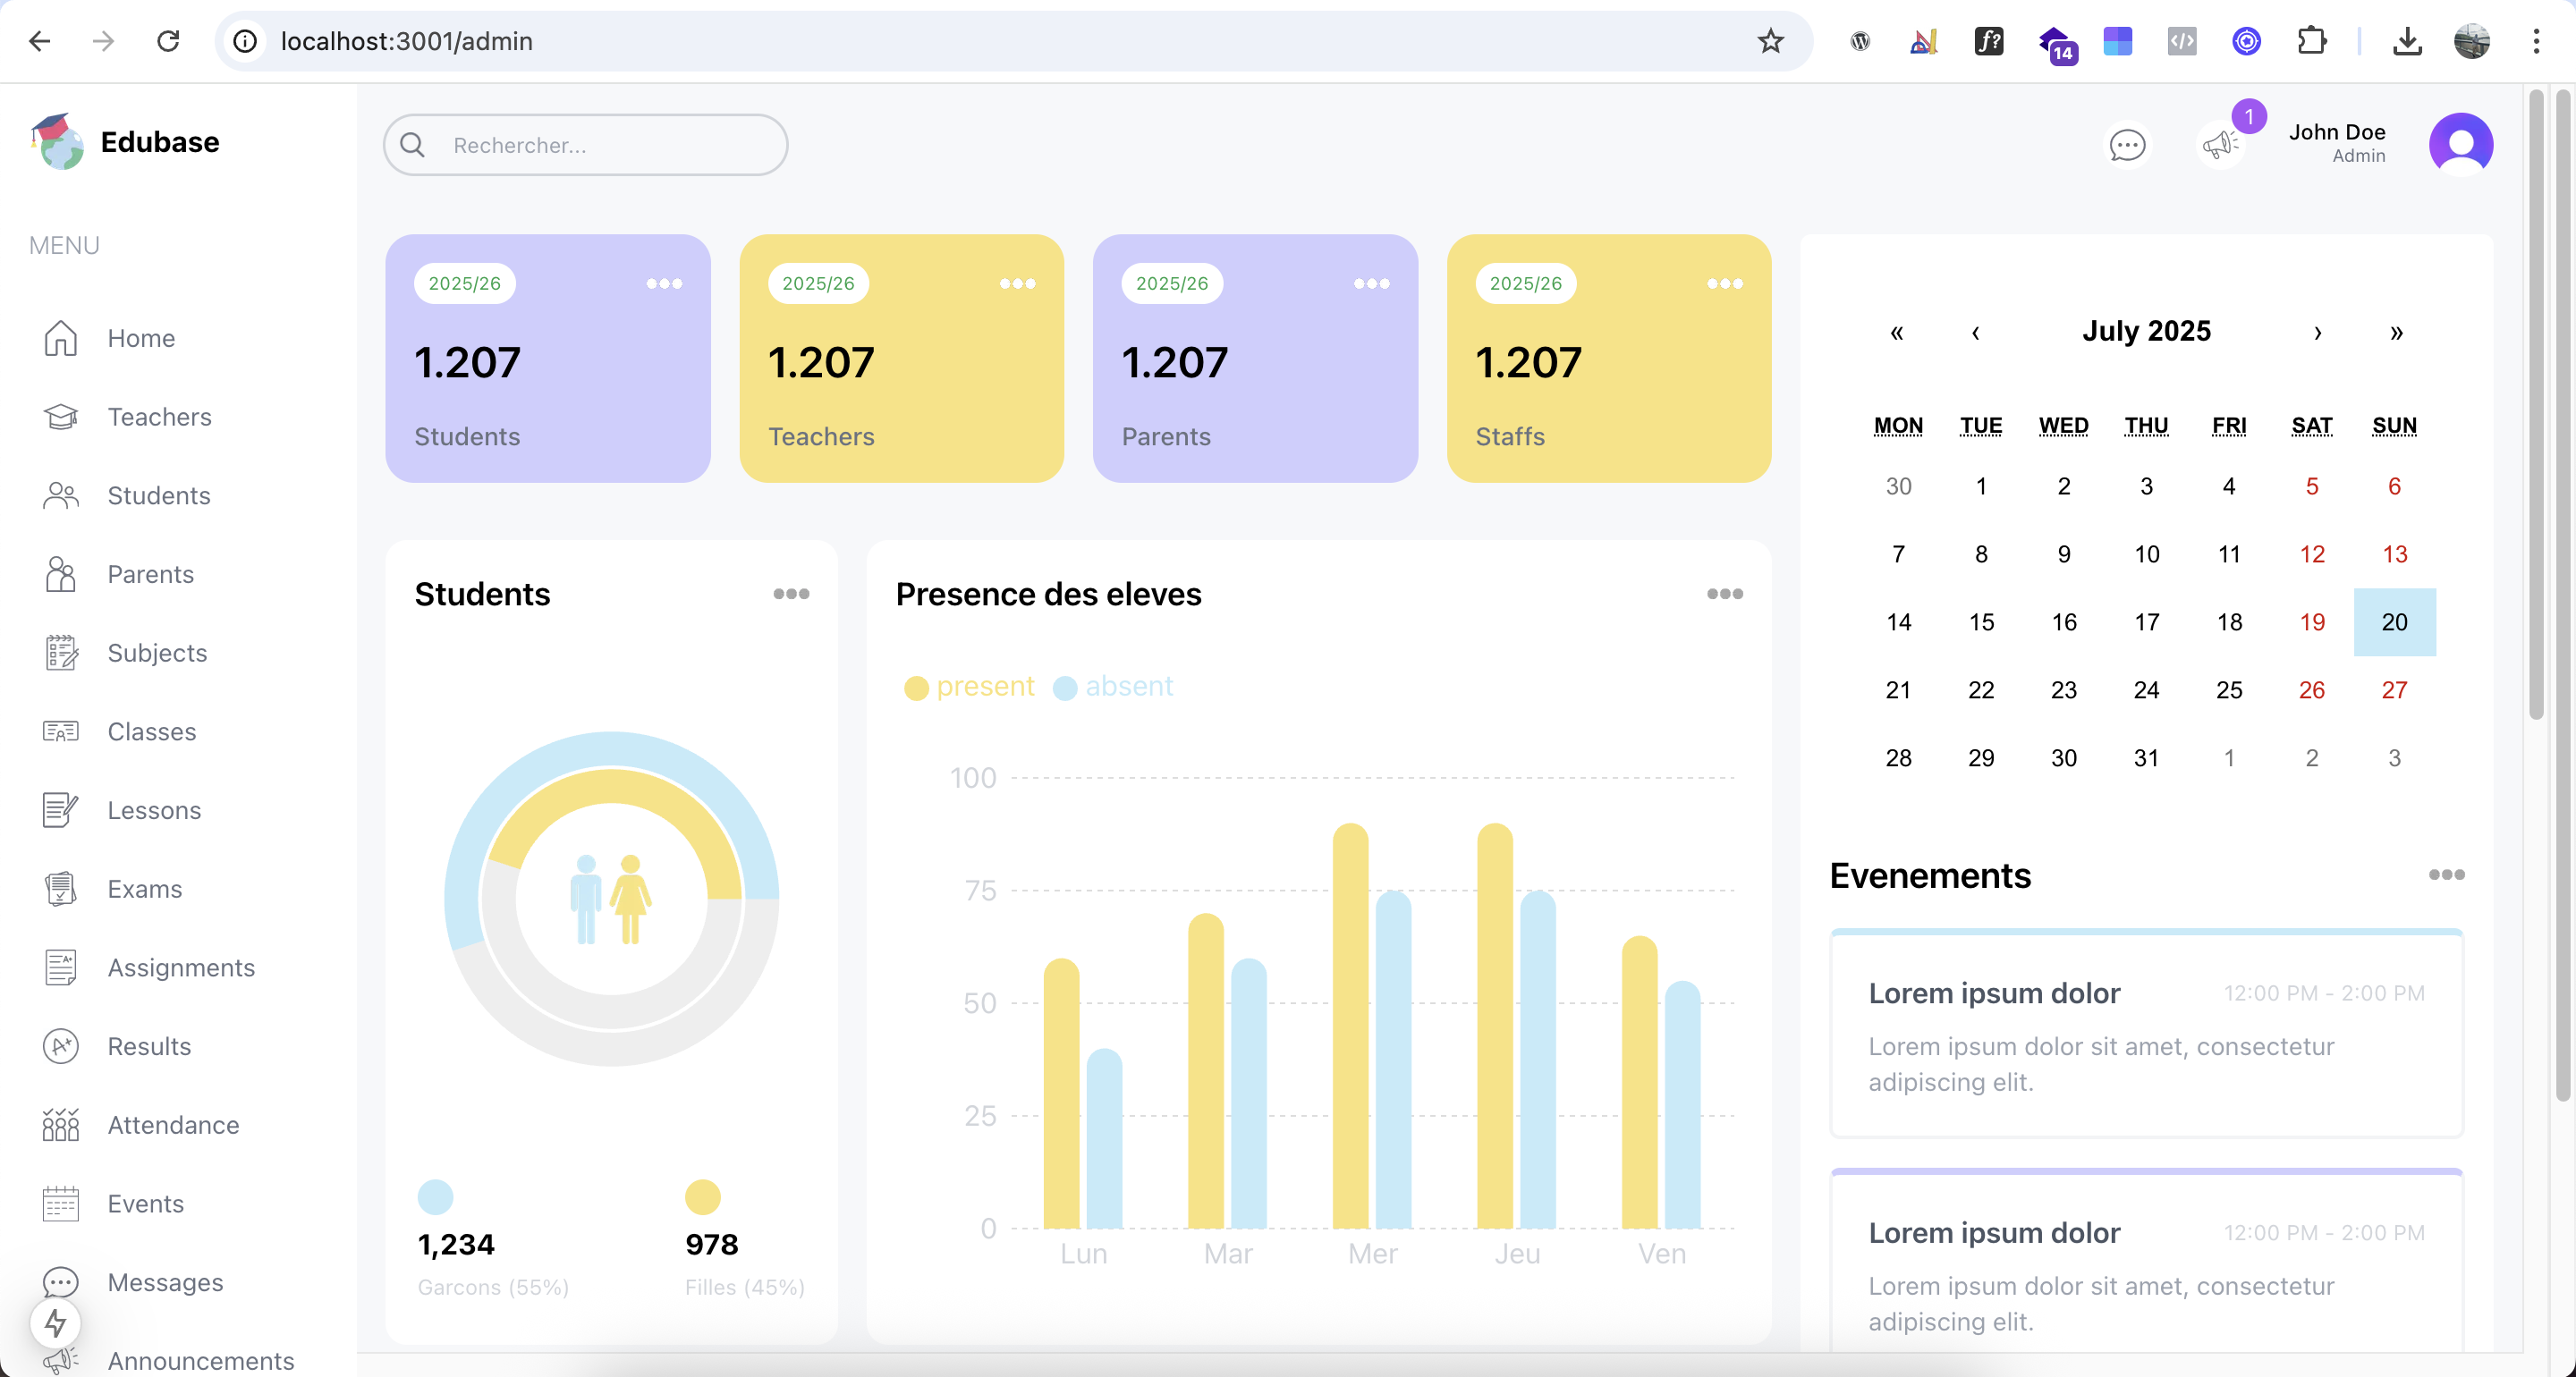 localhost:3001/admin
14
Edubase
Rechercher...
1
John Doe
Admin
MENU
Home
Teachers
Students
Parents
Subjects
Classes
Lessons
Exams
Assignments
Results
Attendance
Events
Messages
Announcements
2025/26
1.207
Students
2025/26
1.207
Teachers
2025/26
1.207
Parents
2025/26
1.207
Staffs
Students
1,234
Garcons (55%)
978
Filles (45%)
Presence des eleves
present absent
100
75
50
25
0
Lun Mar Mer Jeu Ven
« ‹ July 2025 › »
MON TUE WED THU FRI SAT SUN
30 1 2 3 4 5 6
7 8 9 10 11 12 13
14 15 16 17 18 19 20
21 22 23 24 25 26 27
28 29 30 31 1 2 3
Evenements
Lorem ipsum dolor 12:00 PM - 2:00 PM
Lorem ipsum dolor sit amet, consectetur
adipiscing elit.
Lorem ipsum dolor 12:00 PM - 2:00 PM
Lorem ipsum dolor sit amet, consectetur
adipiscing elit.